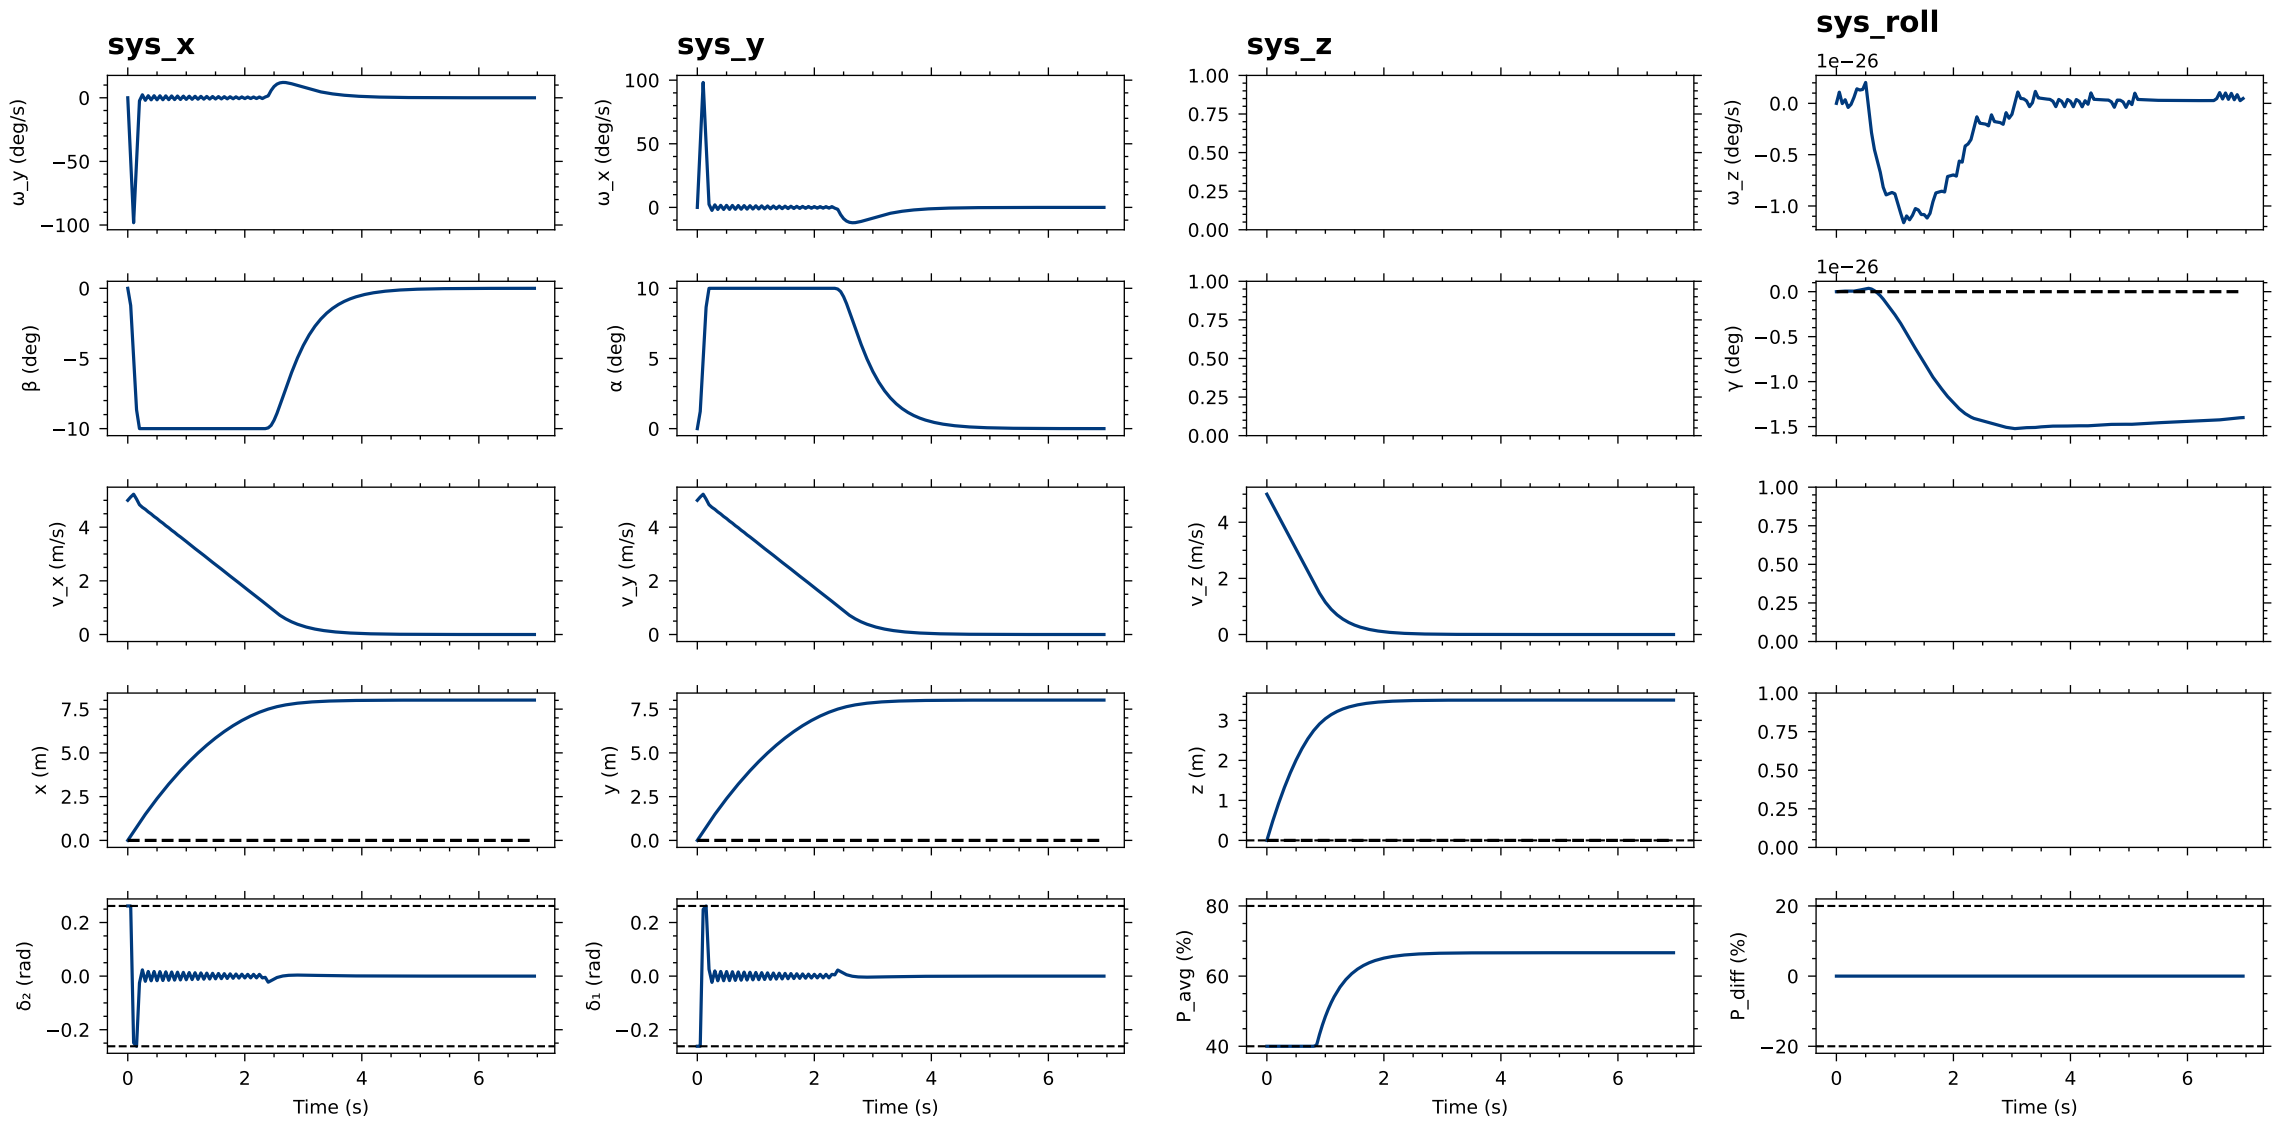 sys_x
sys_y
sys_z
sys_roll
ω_y (deg/s)
0
−50
−100
ω_x (deg/s)
100
50
0
1.00
0.75
0.50
0.25
0.00
1e−26
ω_z (deg/s)
0.0
−0.5
−1.0
β (deg)
0
−5
−10
α (deg)
10
5
0
1.00
0.75
0.50
0.25
0.00
1e−26
γ (deg)
0.0
−0.5
−1.0
−1.5
v_x (m/s)
4
2
0
v_y (m/s)
4
2
0
v_z (m/s)
4
2
0
1.00
0.75
0.50
0.25
0.00
x (m)
7.5
5.0
2.5
0.0
y (m)
7.5
5.0
2.5
0.0
z (m)
3
2
1
0
1.00
0.75
0.50
0.25
0.00
δ₂ (rad)
0.2
0.0
−0.2
0 2 4 6
Time (s)
δ₁ (rad)
0.2
0.0
−0.2
0 2 4 6
Time (s)
P_avg (%)
80
60
40
0 2 4 6
Time (s)
P_diff (%)
20
0
−20
0 2 4 6
Time (s)